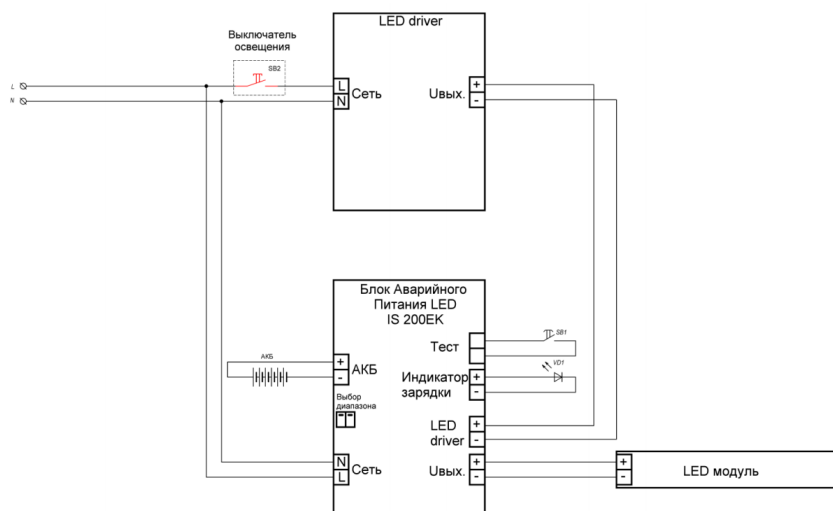 LED driver
Выключатель
освещения
SB2
L
N
L
N
Сеть
Uвых.
+
-
Блок Аварийного
Питания LED
IS 200EK
Тест
SB1
АКБ
+
-
АКБ
Индикатор
зарядки
+
-
VD1
Выбор
диапазона
LED
driver
+
-
N
L
Сеть
Uвых.
+
-
+
-
LED модуль